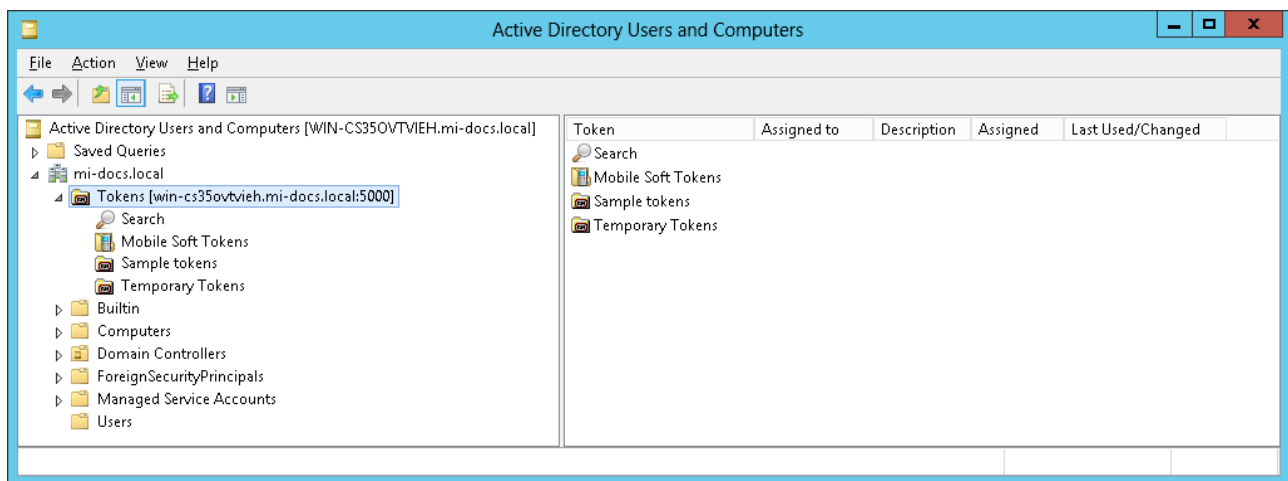 Active Directory Users and Computers
File Action View Help
Active Directory Users and Computers [WIN-CS35OVTVIEH.mi-docs.local]
Saved Queries
mi-docs.local
Tokens [win-cs35ovtvieh.mi-docs.local:5000]
Search
Mobile Soft Tokens
Sample tokens
Temporary Tokens
Builtin
Computers
Domain Controllers
ForeignSecurityPrincipals
Managed Service Accounts
Users
Token Assigned to Description Assigned Last Used/Changed
Search
Mobile Soft Tokens
Sample tokens
Temporary Tokens